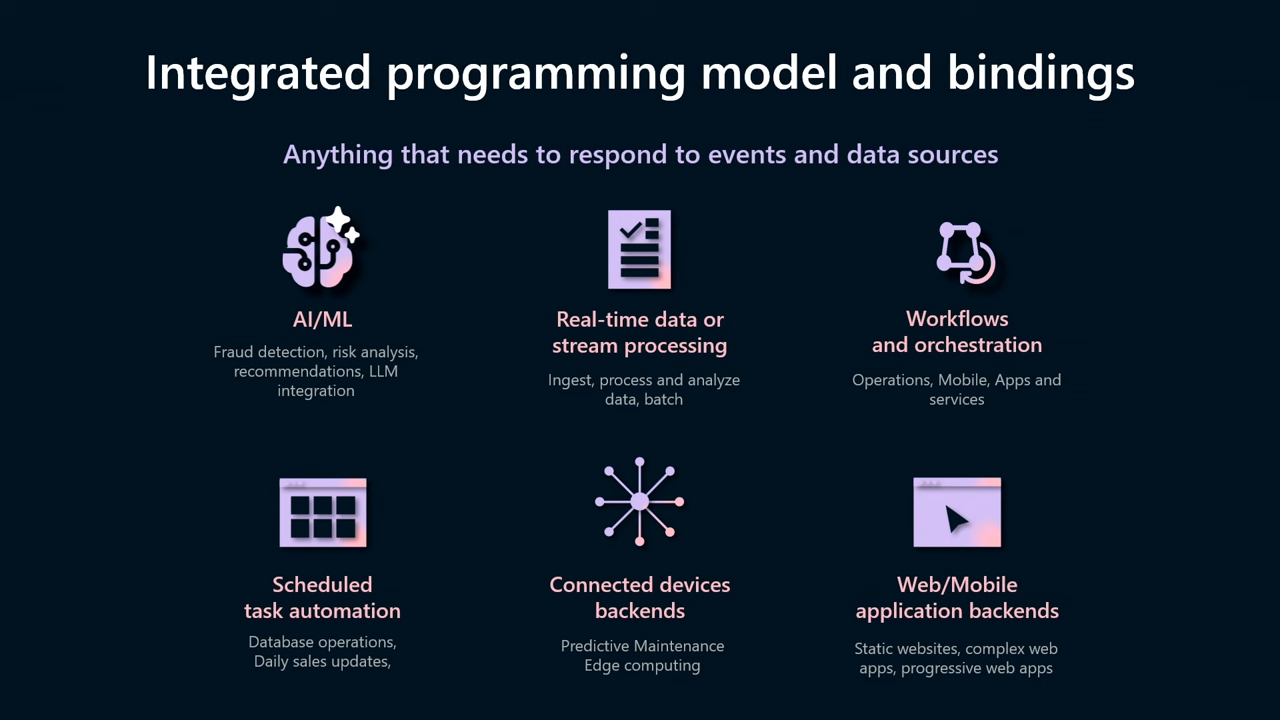 Integrated programming model and bindings
Anything that needs to respond to events and data sources
AI/ML
Fraud detection, risk analysis,
recommendations, LLM
integration
Real-time data or
stream processing
Ingest, process and analyze
data, batch
Workflows
and orchestration
Operations, Mobile, Apps and
services
Scheduled
task automation
Database operations,
Daily sales updates,
Connected devices
backends
Predictive Maintenance
Edge computing
Web/Mobile
application backends
Static websites, complex web
apps, progressive web apps